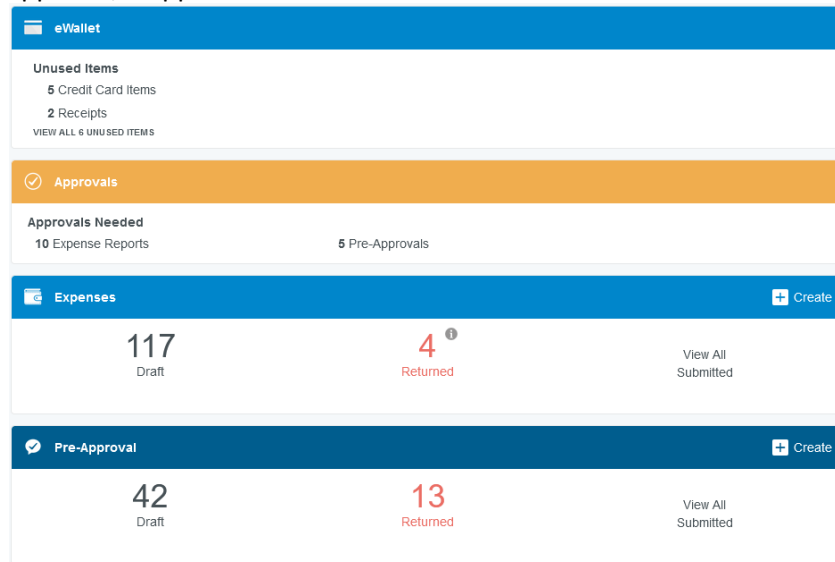 eWallet
Unused Items
5 Credit Card Items
2 Receipts
VIEW ALL 6 UNUSED ITEMS
Approvals
Approvals Needed
10 Expense Reports 5 Pre-Approvals
Expenses Create
117 4
Draft Returned
View All
Submitted
Pre-Approval Create
42 13
Draft Returned
View All
Submitted